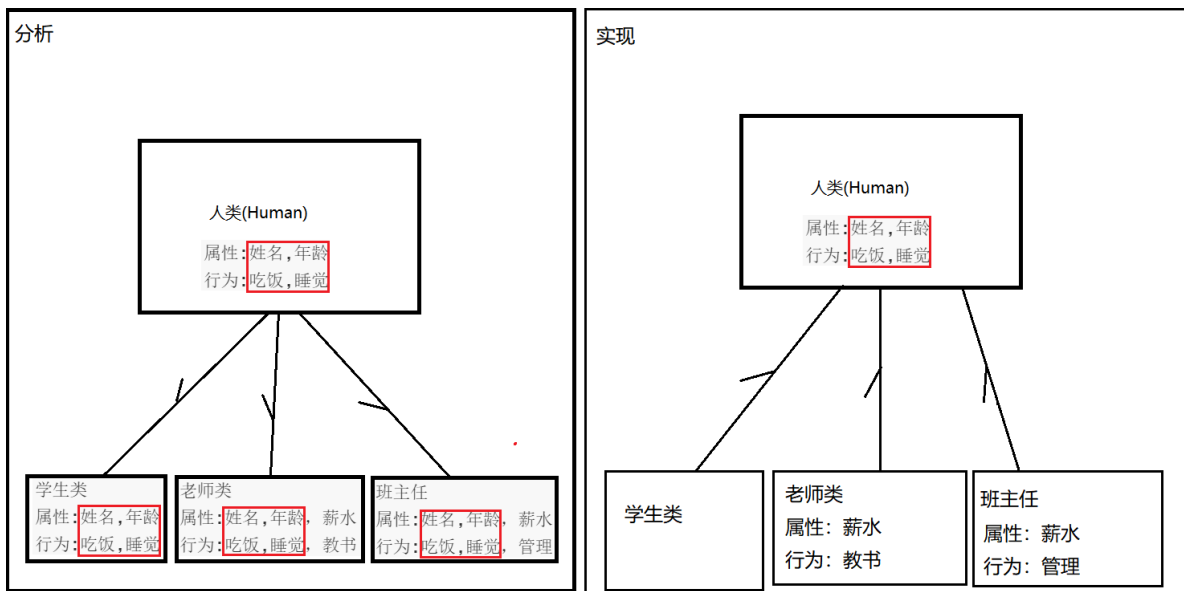 分析
人类(Human)
属性:姓名,年龄
行为:吃饭,睡觉
学生类
属性:姓名,年龄
行为:吃饭,睡觉
老师类
属性:姓名,年龄，薪水
行为:吃饭,睡觉，教书
班主任
属性:姓名,年龄，薪水
行为:吃饭,睡觉，管理
实现
人类(Human)
属性:姓名,年龄
行为:吃饭,睡觉
学生类
老师类
属性：薪水
行为：教书
班主任
属性：薪水
行为：管理